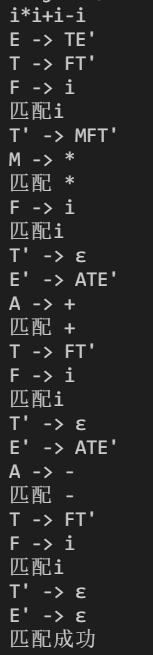 i*i+i-i
E -> TE'
T -> FT'
F -> i
匹配i
T' -> MFT'
M -> *
匹配 *
F -> i
匹配i
T' -> ε
E' -> ATE'
A -> +
匹配 +
T -> FT'
F -> i
匹配i
T' -> ε
E' -> ATE'
A -> -
匹配 -
T -> FT'
F -> i
匹配i
T' -> ε
E' -> ε
匹配成功